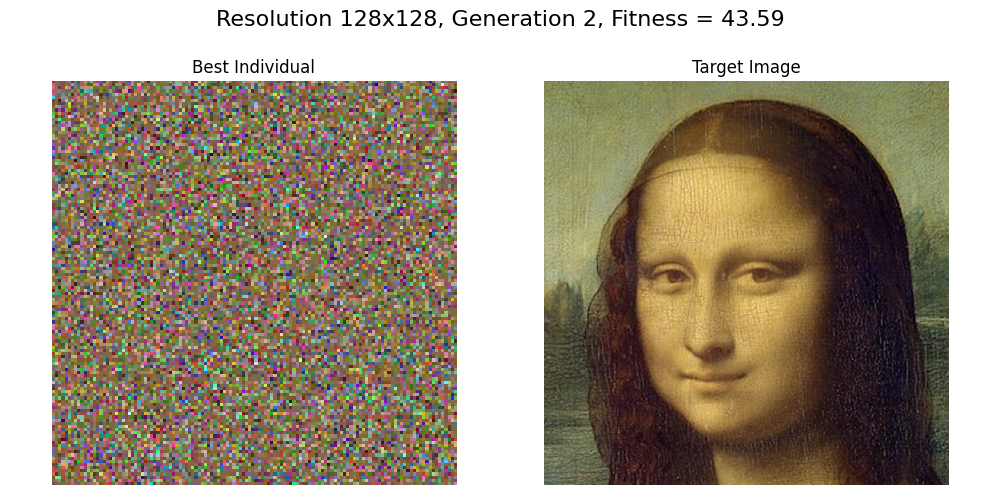 Resolution 128x128, Generation 2, Fitness = 43.59
Best Individual
Target Image